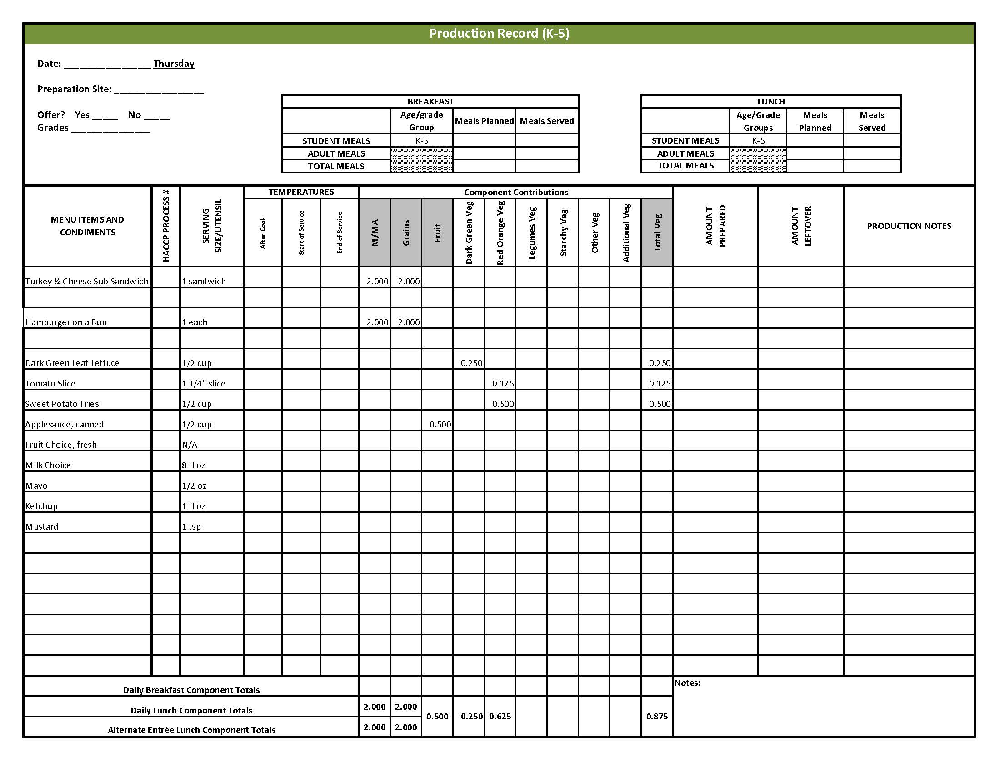 Production Record (K-5)
Date: _________________ Thursday
Preparation Site: _________________
Offer? Yes _____ No _____
Grades _______________
BREAKFAST
Age/grade Group
Meals Planned
Meals Served
STUDENT MEALS K-5
ADULT MEALS
TOTAL MEALS
LUNCH
Age/Grade Groups
Meals Planned
Meals Served
STUDENT MEALS K-5
ADULT MEALS
TOTAL MEALS
MENU ITEMS AND CONDIMENTS
HACCP PROCESS #
SERVING SIZE/UTENSIL
TEMPERATURES
After Cook
Start of Service
End of Service
Component Contributions
M/MA
Grains
Fruit
Dark Green Veg
Red Orange Veg
Legumes Veg
Starchy Veg
Other Veg
Additional Veg
Total Veg
AMOUNT PREPARED
AMOUNT LEFTOVER
PRODUCTION NOTES
Turkey & Cheese Sub Sandwich 1 sandwich 2.000 2.000
Hamburger on a Bun 1 each 2.000 2.000
Dark Green Leaf Lettuce 1/2 cup 0.250 0.250
Tomato Slice 1 1/4" slice 0.125 0.125
Sweet Potato Fries 1/2 cup 0.500 0.500
Applesauce, canned 1/2 cup 0.500
Fruit Choice, fresh N/A
Milk Choice 8 fl oz
Mayo 1/2 oz
Ketchup 1 fl oz
Mustard 1 tsp
Daily Breakfast Component Totals
Daily Lunch Component Totals 2.000 2.000
0.500 0.250 0.625 0.875
Alternate Entrée Lunch Component Totals 2.000 2.000
Notes: